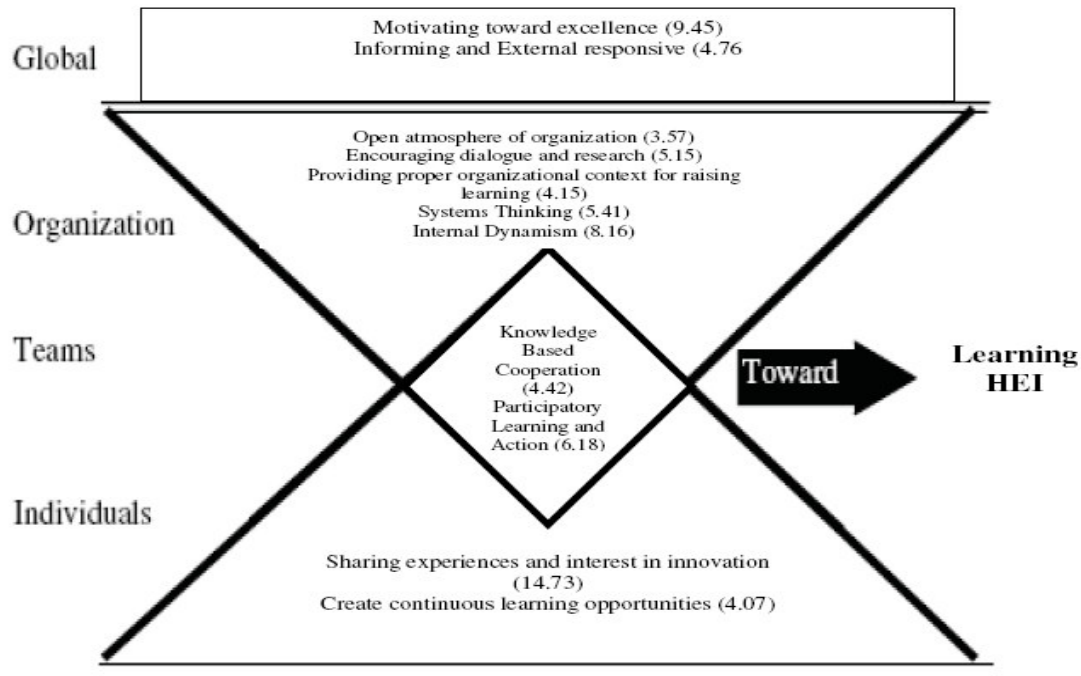 Global
Motivating toward excellence (9.45)
Informing and External responsive (4.76
Organization
Open atmosphere of organization (3.57)
Encouraging dialogue and research (5.15)
Providing proper organizational context for raising
learning (4.15)
Systems Thinking (5.41)
Internal Dynamism (8.16)
Teams
Knowledge
Based
Cooperation
(4.42)
Participatory
Learning and
Action (6.18)
Toward
Learning
HEI
Individuals
Sharing experiences and interest in innovation
(14.73)
Create continuous learning opportunities (4.07)